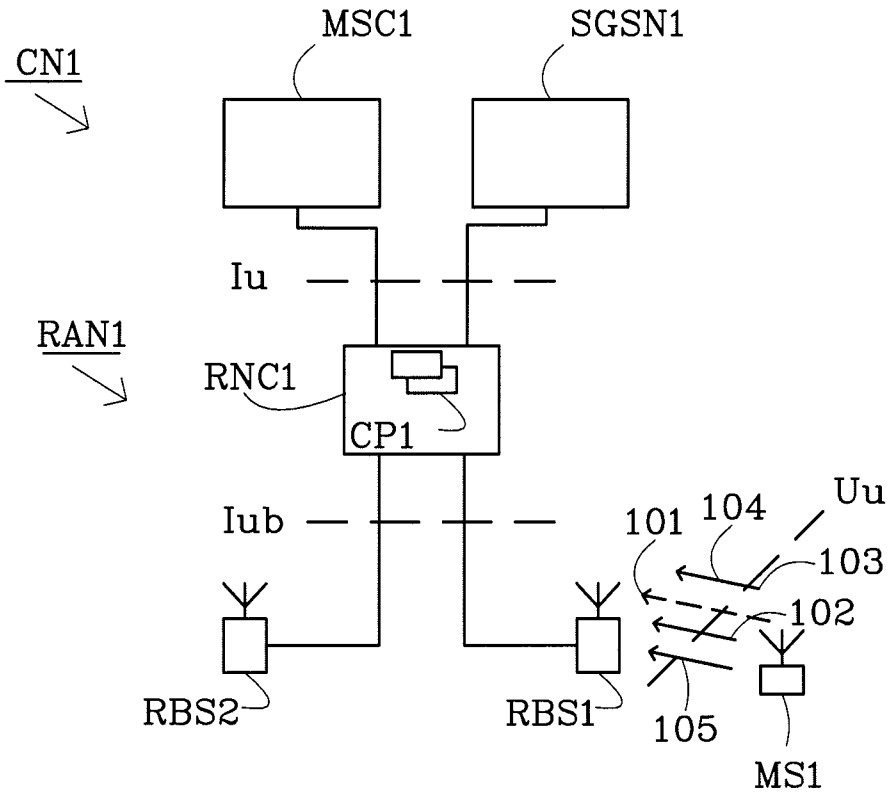 MSC1
SGSN1
CN1
Iu
RAN1
RNC1
CP1
Uu
Iub
101
104
103
102
RBS2
RBS1
105
MS1